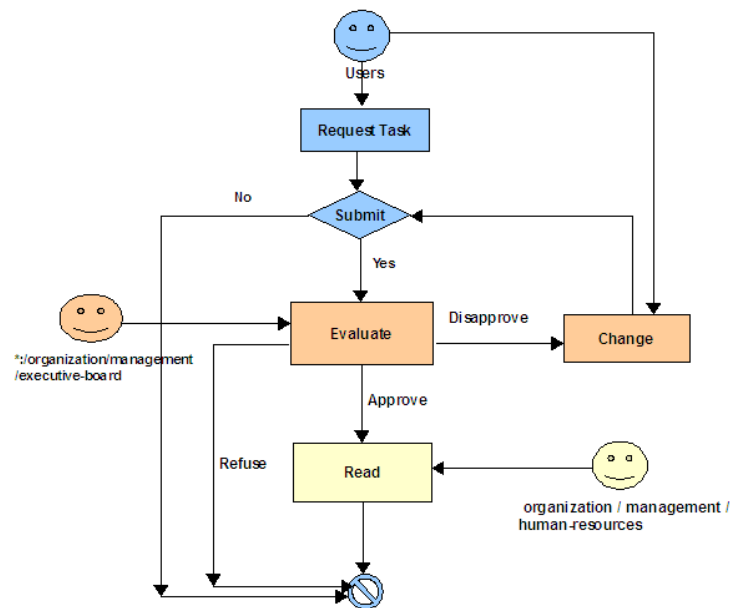 Users
Request Task
No
Submit
Yes
Disapprove
Evaluate
Change
*:/organization/management
/executive-board
Approve
Refuse
Read
organization / management /
human-resources